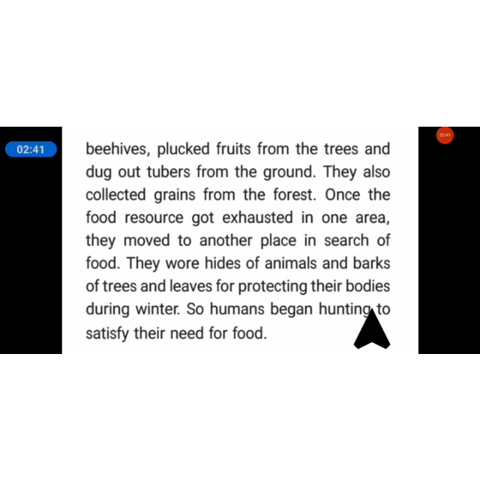 02:41
02:41
beehives, plucked fruits from the trees and
dug out tubers from the ground. They also
collected grains from the forest. Once the
food resource got exhausted in one area,
they moved to another place in search of
food. They wore hides of animals and barks
of trees and leaves for protecting their bodies
during winter. So humans began hunting to
satisfy their need for food.